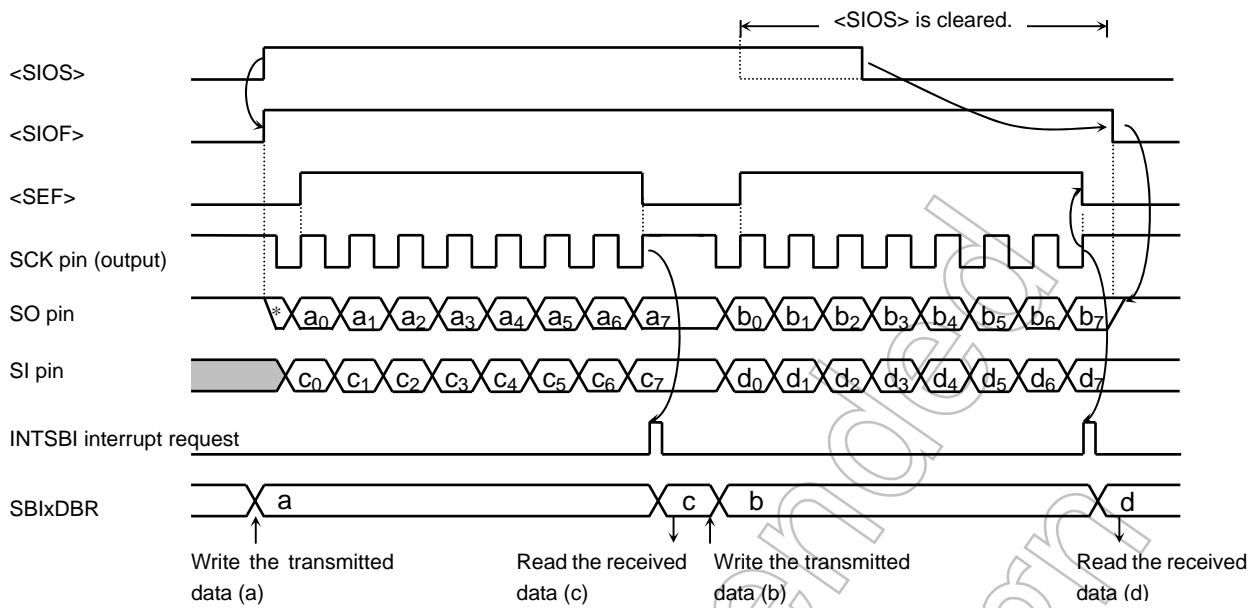 <SIOS> is cleared.
<SIOS>
<SIOF>
<SEF>
SCK pin (output)
SO pin
* a0 a1 a2 a3 a4 a5 a6 a7 b0 b1 b2 b3 b4 b5 b6 b7
SI pin
c0 c1 c2 c3 c4 c5 c6 c7 d0 d1 d2 d3 d4 d5 d6 d7
INTSBI interrupt request
SBIxDBR
a c b d
Write the transmitted
data (a)
Read the received
data (c)
Write the transmitted
data (b)
Read the received
data (d)